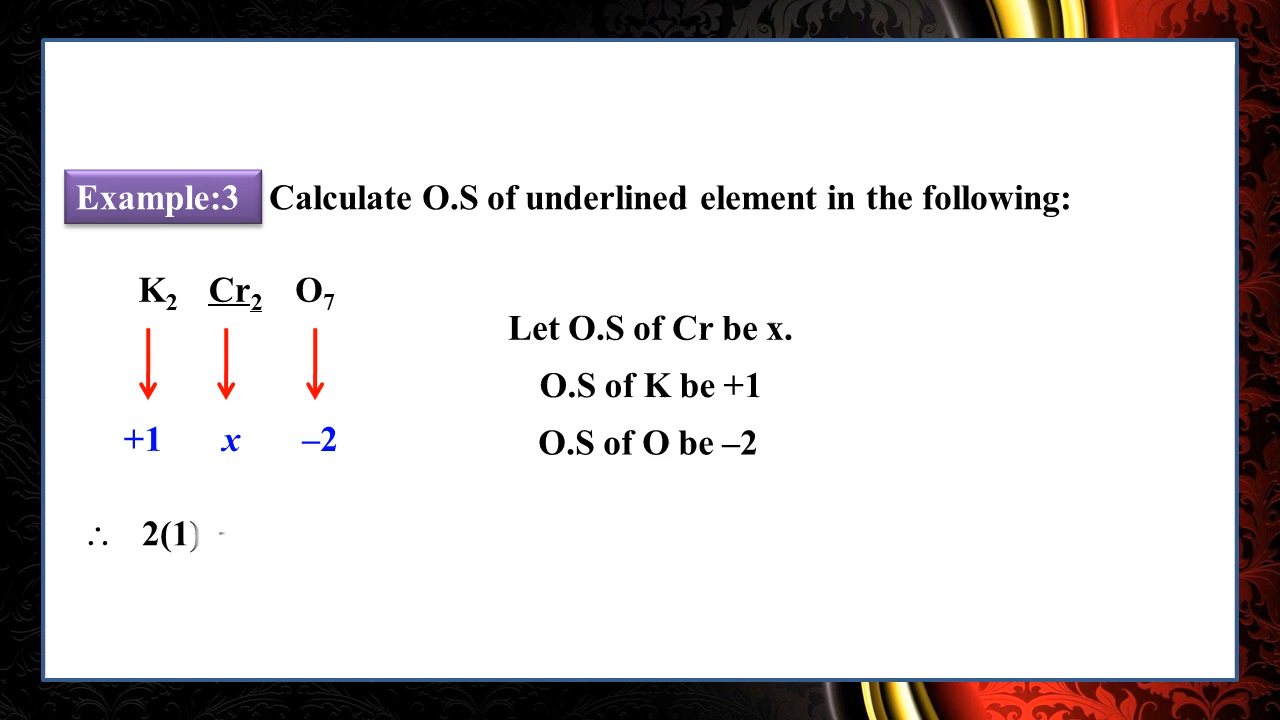 Example:3 Calculate O.S of underlined element in the following:
K₂ Cr₂ O₇
Let O.S of Cr be x.
O.S of K be +1
+1 x –2
O.S of O be –2
∴ 2(1)